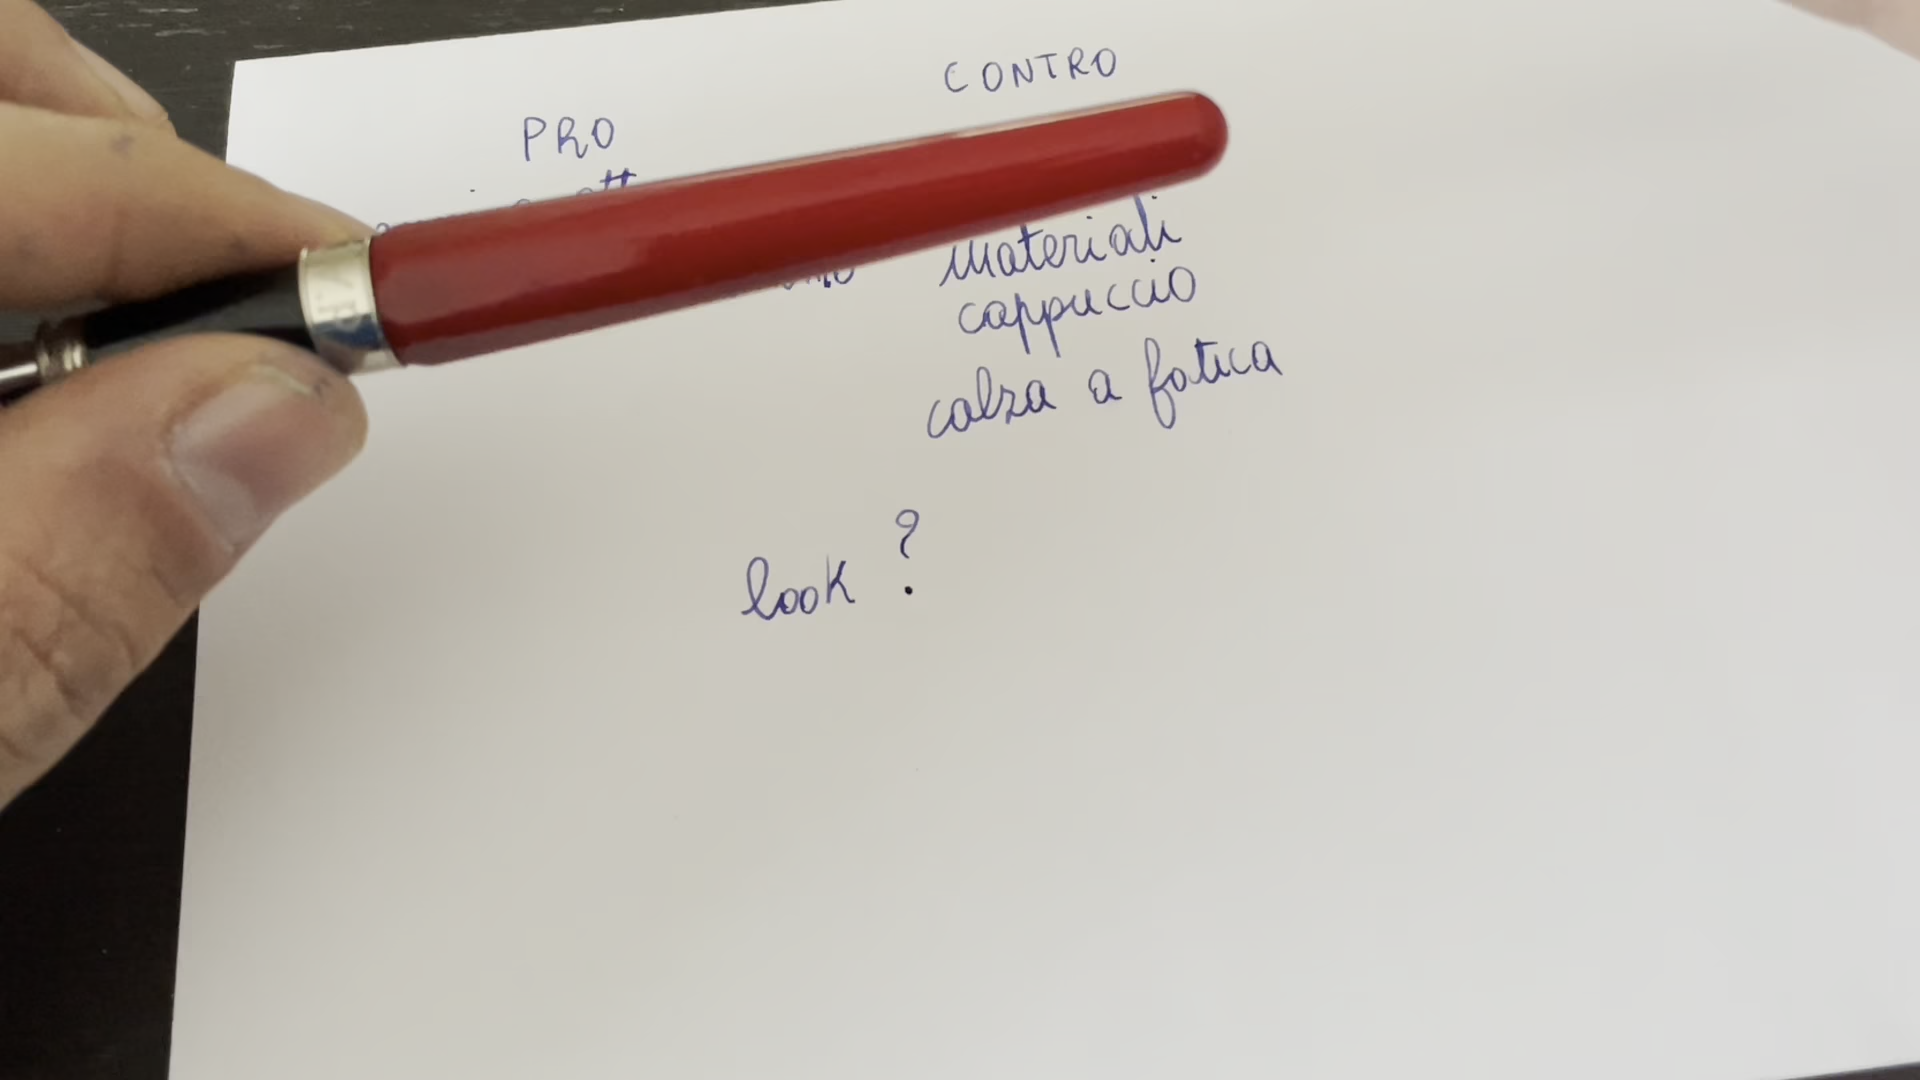 PRO
CONTRO
materiali
cappuccio
calza a fatica
look ?